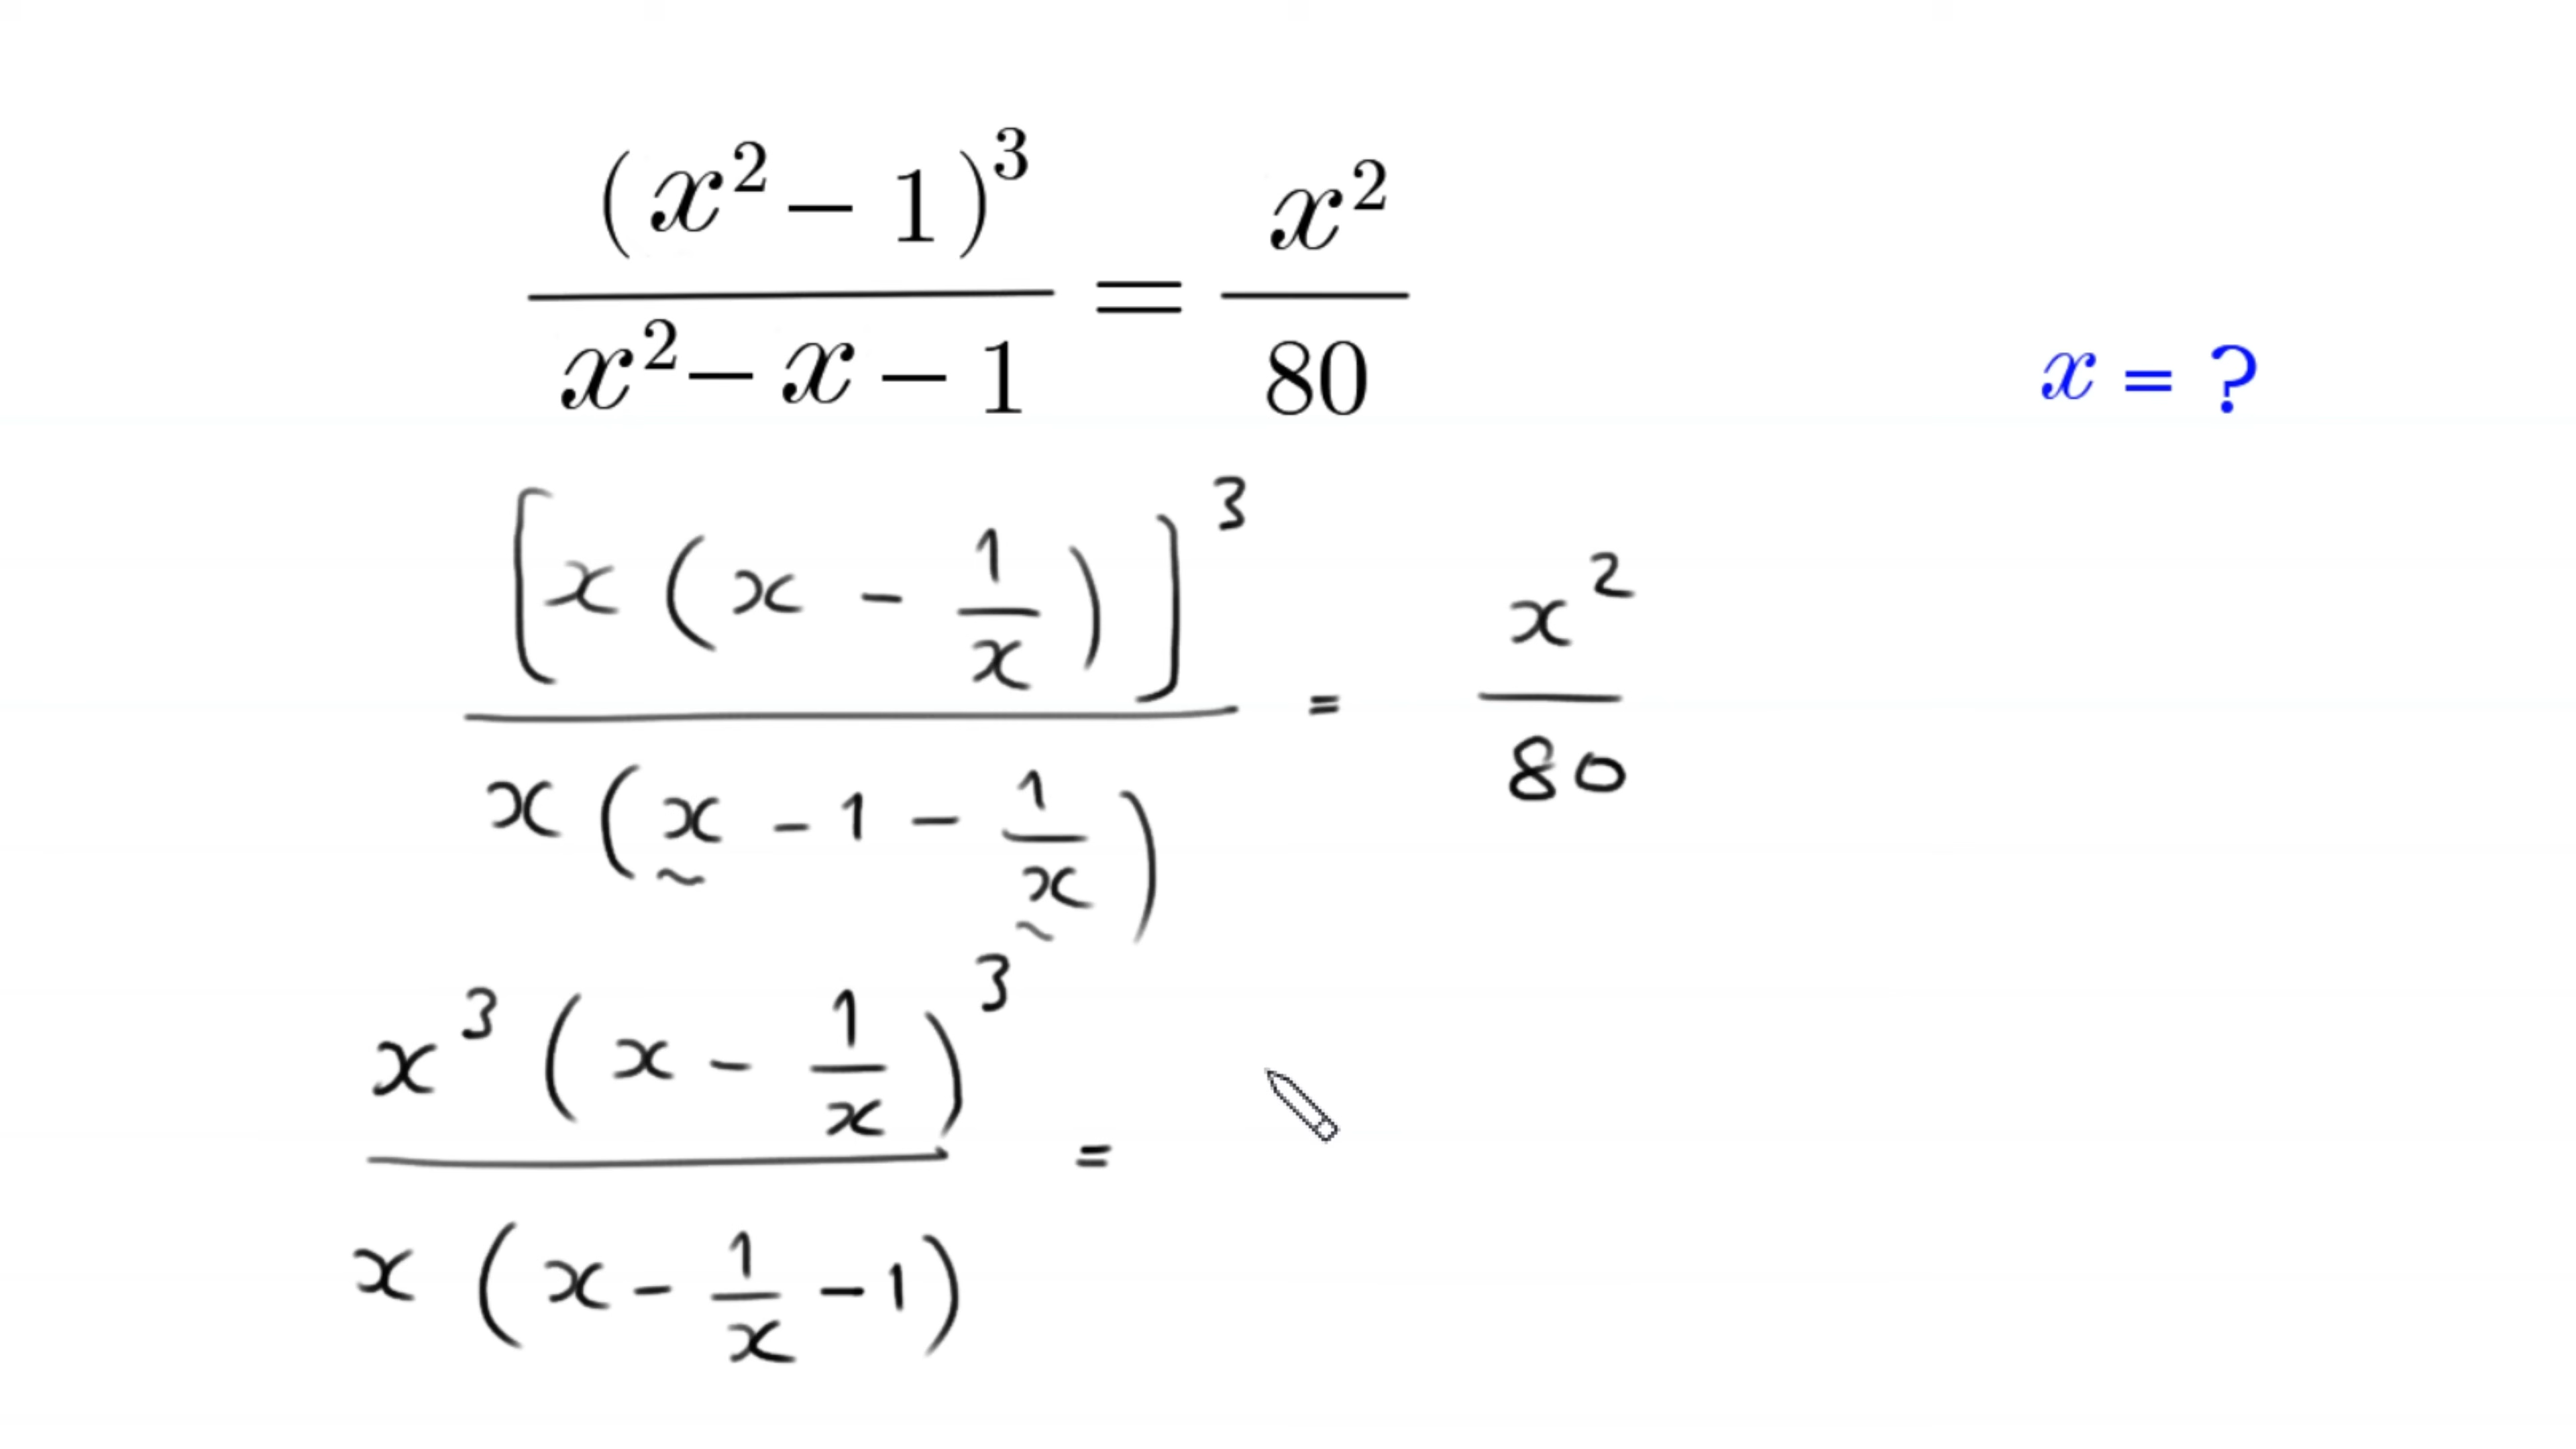 (x² − 1)³ / (x² − x − 1) = x² / 80
x = ?
[x(x − 1/x)]³ / x(x − 1 − 1/x) = x² / 80
x³(x − 1/x)³ / x(x − 1/x − 1) =